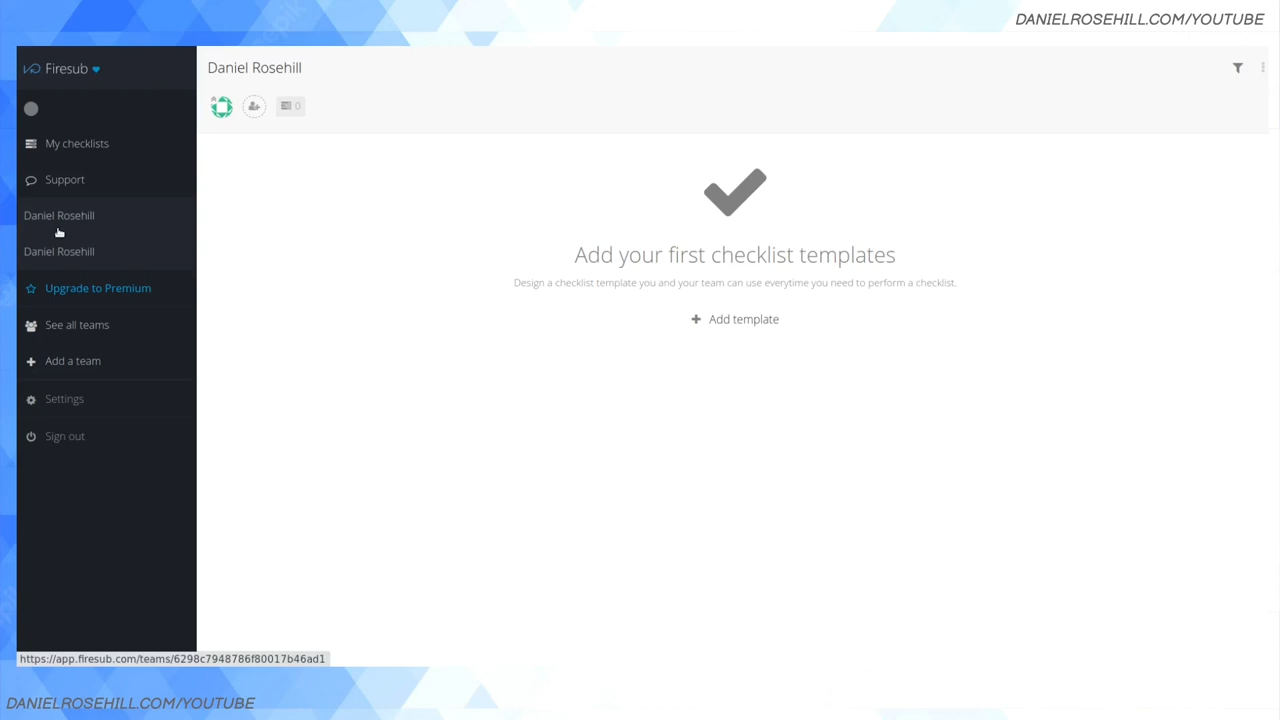 DANIELROSEHILL.COM/YOUTUBE
Firesub
Daniel Rosehill
0
My checklists
Support
Daniel Rosehill
Daniel Rosehill
Upgrade to Premium
See all teams
Add a team
Settings
Sign out
Add your first checklist templates
Design a checklist template you and your team can use everytime you need to perform a checklist.
Add template
https://app.firesub.com/teams/6298c7948786f80017b46ad1
DANIELROSEHILL.COM/YOUTUBE